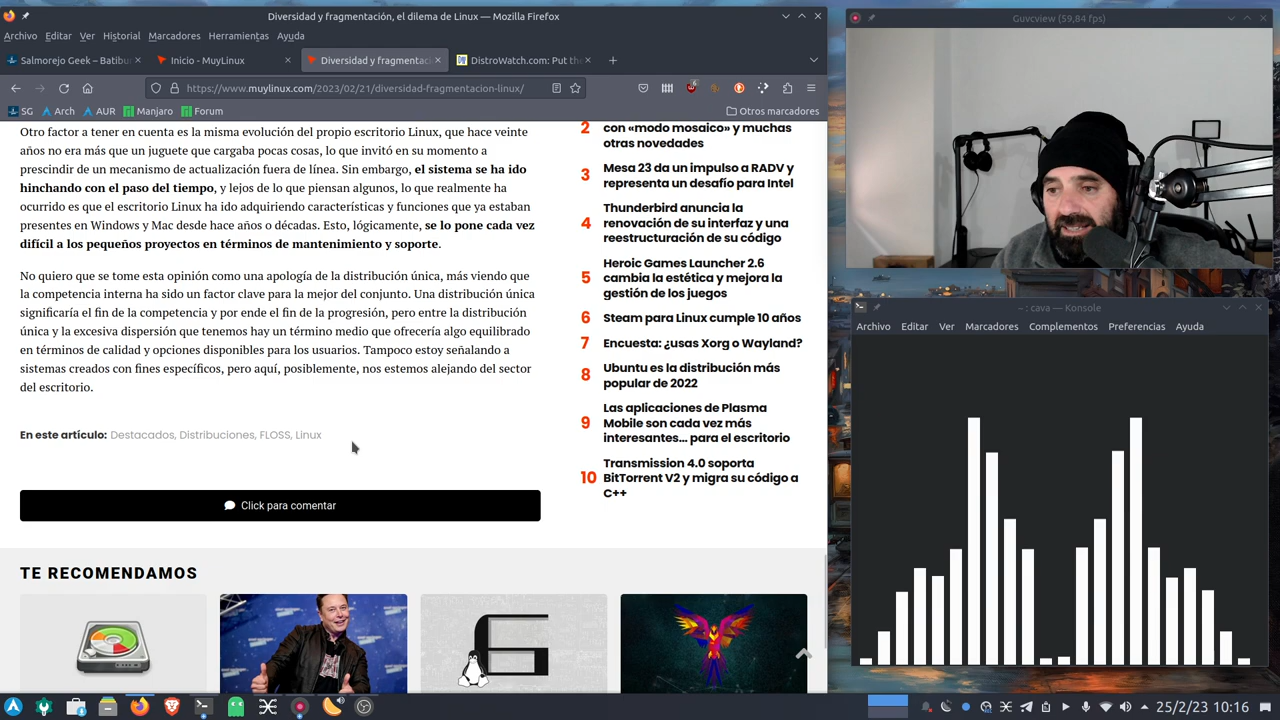 Diversidad y fragmentación, el dilema de Linux — Mozilla Firefox
Archivo Editar Ver Historial Marcadores Herramientas Ayuda
Salmorejo Geek – Batibu
Inicio - MuyLinux
Diversidad y fragmentaci
DistroWatch.com: Put the
https://www.muylinux.com/2023/02/21/diversidad-fragmentacion-linux/
6
SG Arch AUR Manjaro Forum
Otros marcadores
Otro factor a tener en cuenta es la misma evolución del propio escritorio Linux, que hace veinte
años no era más que un juguete que cargaba pocas cosas, lo que invitó en su momento a
prescindir de un mecanismo de actualización fuera de línea. Sin embargo, el sistema se ha ido
hinchando con el paso del tiempo, y lejos de lo que piensan algunos, lo que realmente ha
ocurrido es que el escritorio Linux ha ido adquiriendo características y funciones que ya estaban
presentes en Windows y Mac desde hace años o décadas. Esto, lógicamente, se lo pone cada vez
difícil a los pequeños proyectos en términos de mantenimiento y soporte.
No quiero que se tome esta opinión como una apología de la distribución única, más viendo que
la competencia interna ha sido un factor clave para la mejor del conjunto. Una distribución única
significaría el fin de la competencia y por ende el fin de la progresión, pero entre la distribución
única y la excesiva dispersión que tenemos hay un término medio que ofrecería algo equilibrado
en términos de calidad y opciones disponibles para los usuarios. Tampoco estoy señalando a
sistemas creados con fines específicos, pero aquí, posiblemente, nos estemos alejando del sector
del escritorio.
En este artículo: Destacados, Distribuciones, FLOSS, Linux
Click para comentar
TE RECOMENDAMOS
2 con «modo mosaico» y muchas
otras novedades
3 Mesa 23 da un impulso a RADV y
representa un desafío para Intel
4 Thunderbird anuncia la
renovación de su interfaz y una
reestructuración de su código
5 Heroic Games Launcher 2.6
cambia la estética y mejora la
gestión de los juegos
6 Steam para Linux cumple 10 años
7 Encuesta: ¿usas Xorg o Wayland?
8 Ubuntu es la distribución más
popular de 2022
9 Las aplicaciones de Plasma
Mobile son cada vez más
interesantes... para el escritorio
10 Transmission 4.0 soporta
BitTorrent V2 y migra su código a
C++
Guvcview (59,84 fps)
~ : cava — Konsole
Archivo Editar Ver Marcadores Complementos Preferencias Ayuda
25/2/23 10:16